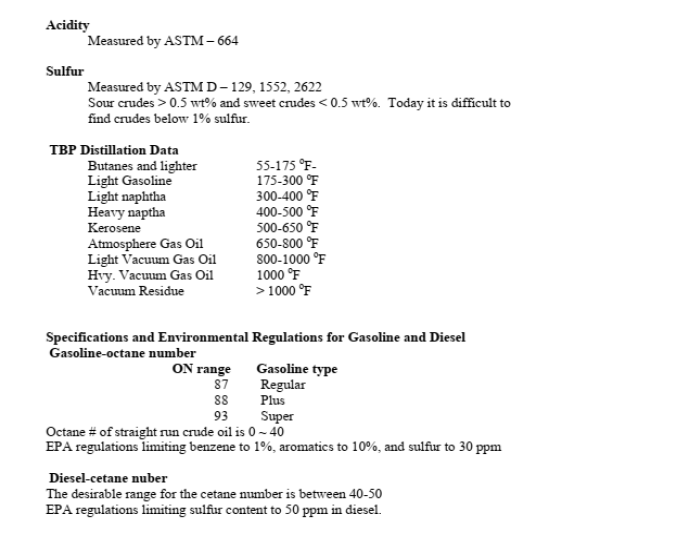 Acidity
Measured by ASTM – 664
Sulfur
Measured by ASTM D – 129, 1552, 2622
Sour crudes > 0.5 wt% and sweet crudes < 0.5 wt%.  Today it is difficult to
find crudes below 1% sulfur.
TBP Distillation Data
Butanes and lighter 55-175 °F-
Light Gasoline 175-300 °F
Light naphtha 300-400 °F
Heavy naptha 400-500 °F
Kerosene 500-650 °F
Atmosphere Gas Oil 650-800 °F
Light Vacuum Gas Oil 800-1000 °F
Hvy. Vacuum Gas Oil 1000 °F
Vacuum Residue > 1000 °F
Specifications and Environmental Regulations for Gasoline and Diesel
Gasoline-octane number
ON range Gasoline type
87 Regular
88 Plus
93 Super
Octane # of straight run crude oil is 0 ~ 40
EPA regulations limiting benzene to 1%, aromatics to 10%, and sulfur to 30 ppm
Diesel-cetane nuber
The desirable range for the cetane number is between 40-50
EPA regulations limiting sulfur content to 50 ppm in diesel.